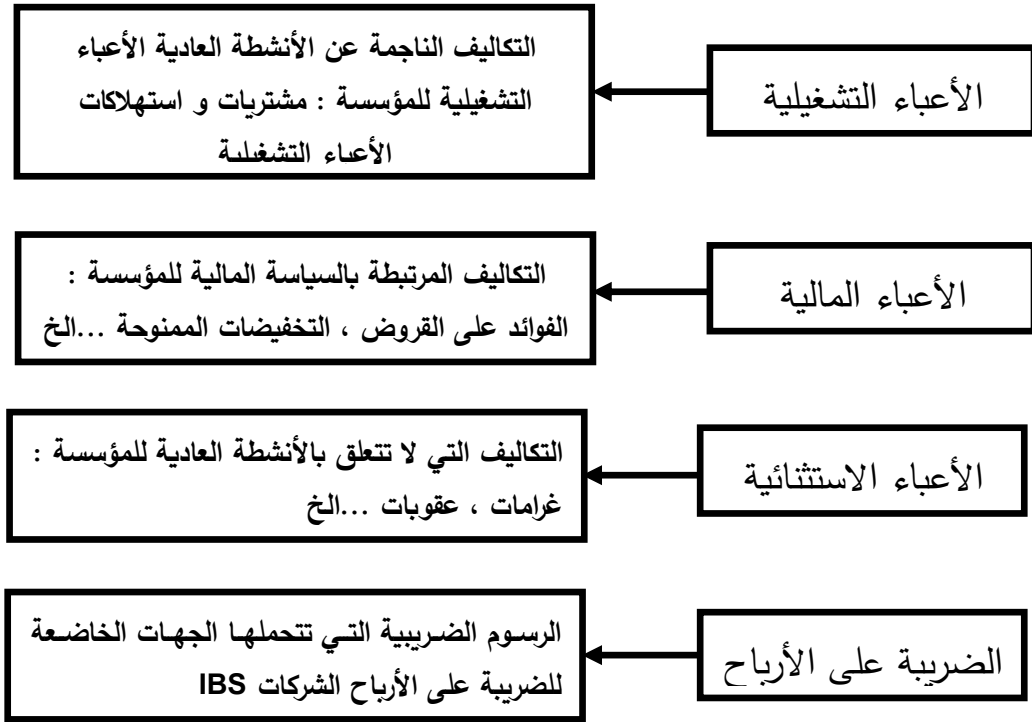 الأعباء التشغيلية
التكاليف الناجمة عن الأنشطة العادية الأعباء
التشغيلية للمؤسسة : مشتريات و استهلاكات
الأعباء التشغيلية
الأعباء المالية
التكاليف المرتبطة بالسياسة المالية للمؤسسة :
الفوائد على القروض ، التخفيضات الممنوحة ...الخ
الأعباء الاستثنائية
التكاليف التي لا تتعلق بالأنشطة العادية للمؤسسة :
غرامات ، عقوبات ...الخ
الضريبة على الأرباح
الرسوم الضريبية التي تتحملها الجهات الخاضعة
للضريبة على الأرباح الشركات IBS